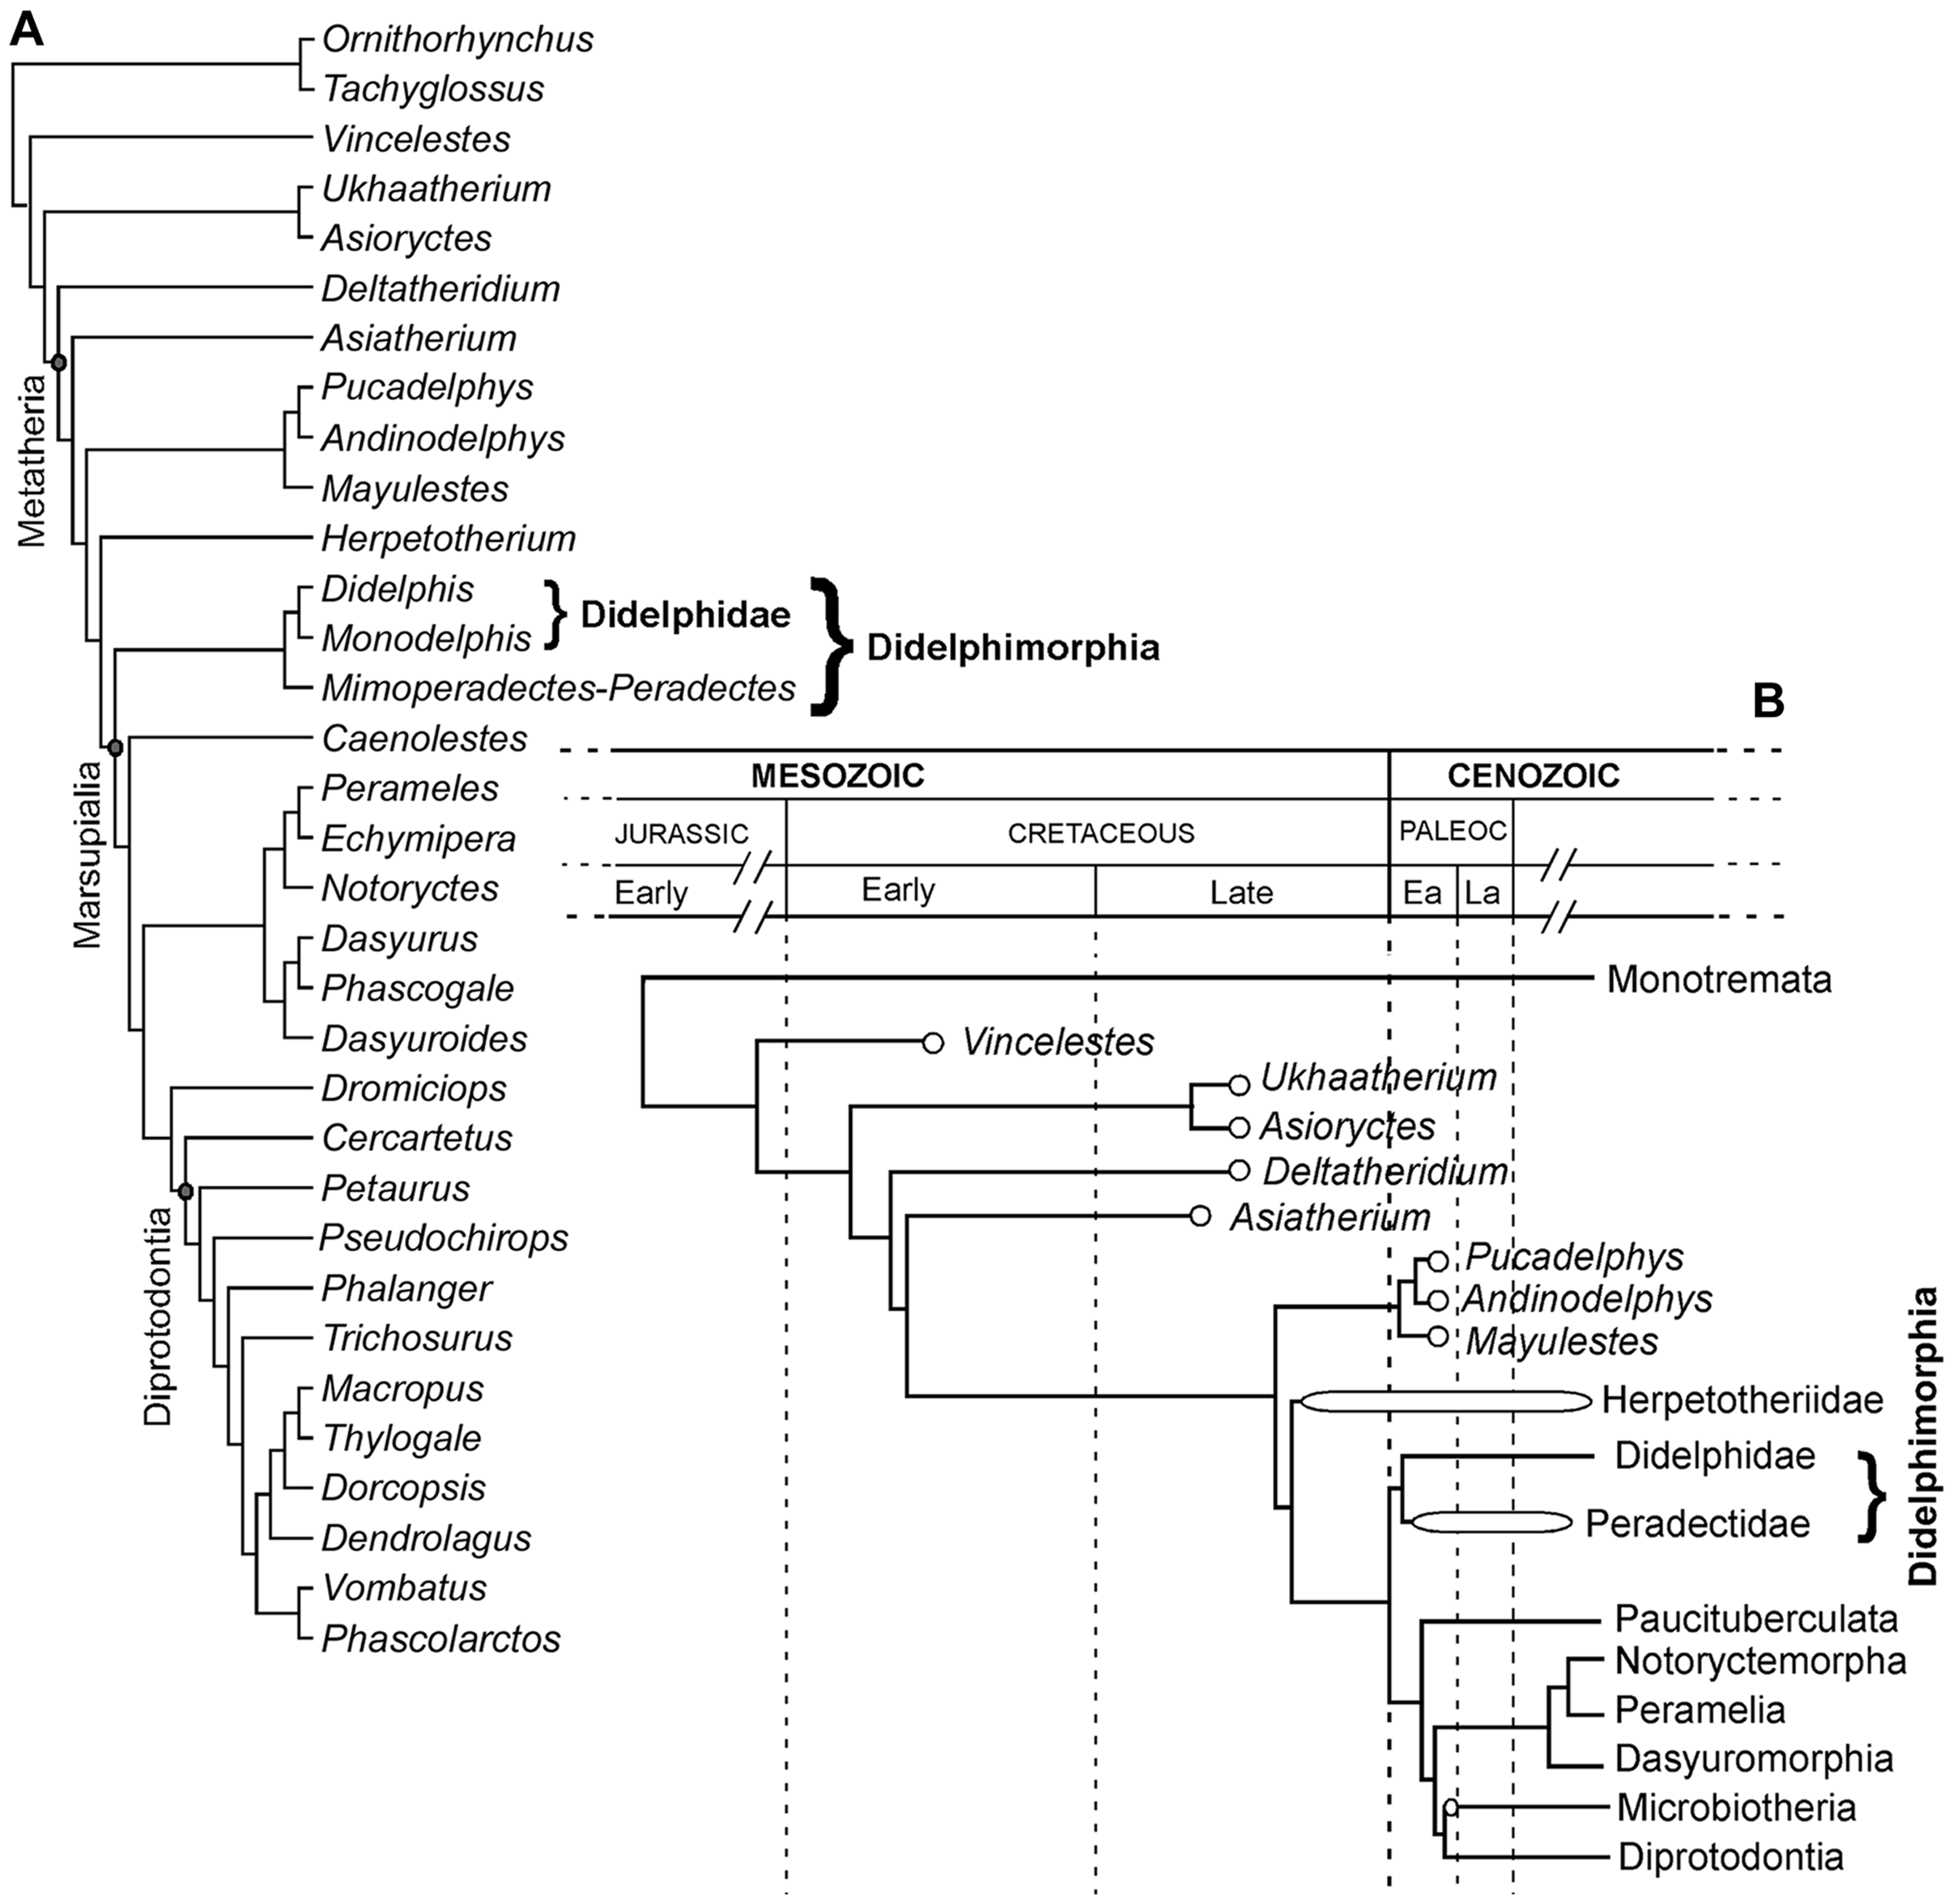 A
Ornithorhynchus
Tachyglossus
Vincelestes
Ukhaatherium
Asioryctes
Deltatheridium
Asiatherium
Pucadelphys
Andinodelphys
Mayulestes
Herpetotherium
Didelphis
Monodelphis
Mimoperadectes-Peradectes
Didelphidae
Didelphimorphia
Caenolestes
Perameles
Echymipera
Notoryctes
Dasyurus
Phascogale
Dasyuroides
Dromiciops
Cercartetus
Petaurus
Pseudochirops
Phalanger
Trichosurus
Macropus
Thylogale
Dorcopsis
Dendrolagus
Vombatus
Phascolarctos
Metatheria
Marsupialia
Diprotodontia
B
MESOZOIC CENOZOIC
JURASSIC CRETACEOUS PALEOC
Early Early Late Ea La
Monotremata
Vincelestes
Ukhaatherium
Asioryctes
Deltatheridium
Asiatherium
Pucadelphys
Andinodelphys
Mayulestes
Herpetotheriidae
Didelphidae
Peradectidae
Didelphimorphia
Paucituberculata
Notoryctemorpha
Peramelia
Dasyuromorphia
Microbiotheria
Diprotodontia